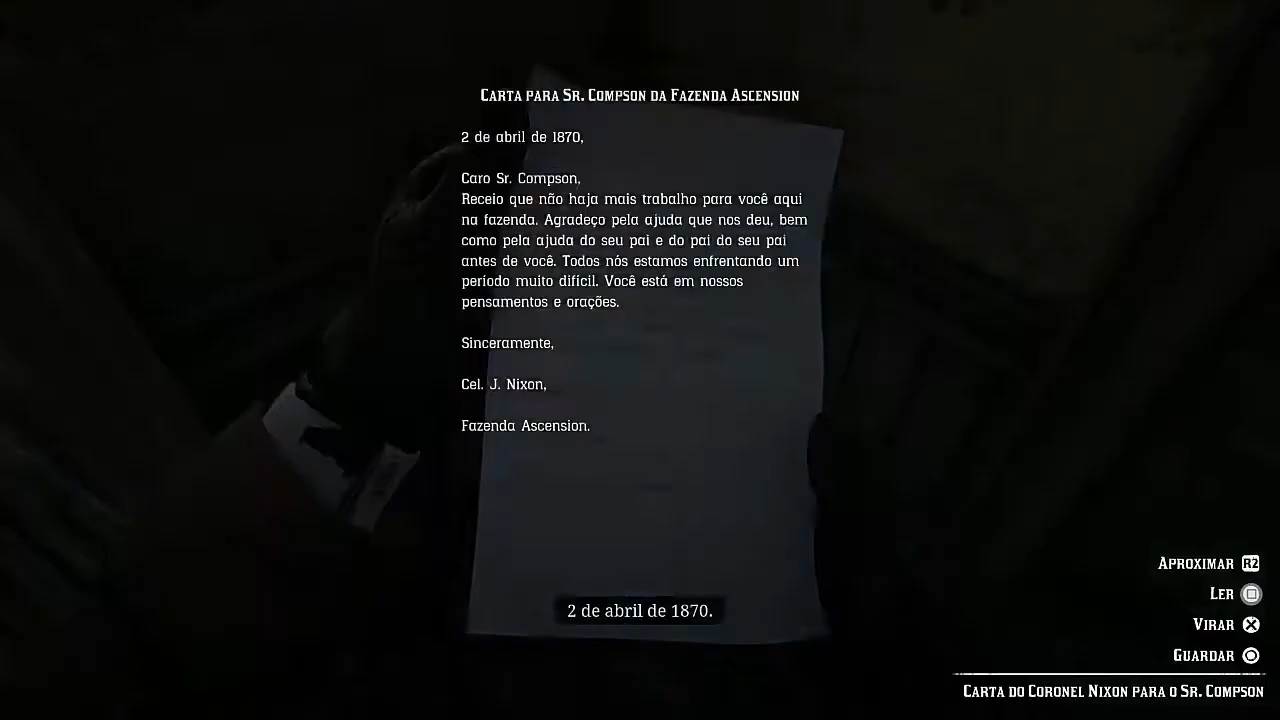 Carta para Sr. Compson da Fazenda Ascension
2 de abril de 1870,
Caro Sr. Compson,
Receio que não haja mais trabalho para você aqui
na fazenda. Agradeço pela ajuda que nos deu, bem
como pela ajuda do seu pai e do pai do seu pai
antes de você. Todos nós estamos enfrentando um
período muito difícil. Você está em nossos
pensamentos e orações.
Sinceramente,
Cel. J. Nixon,
Fazenda Ascension.
2 de abril de 1870.
Aproximar R2
Ler
Virar
Guardar
Carta do Coronel Nixon para o Sr. Compson